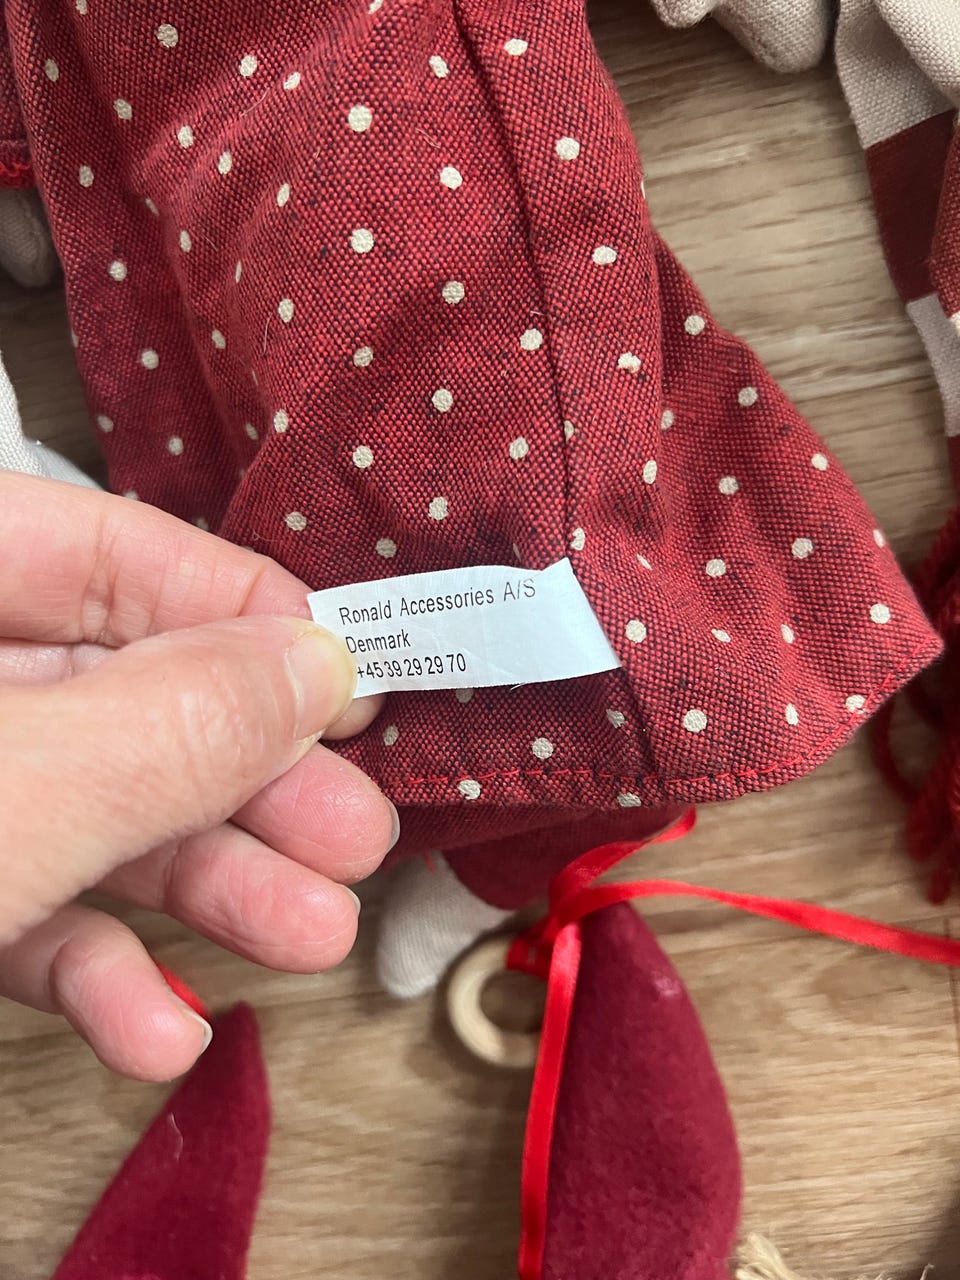 Ronald Accessories A/S
Denmark
+45 39 29 29 70